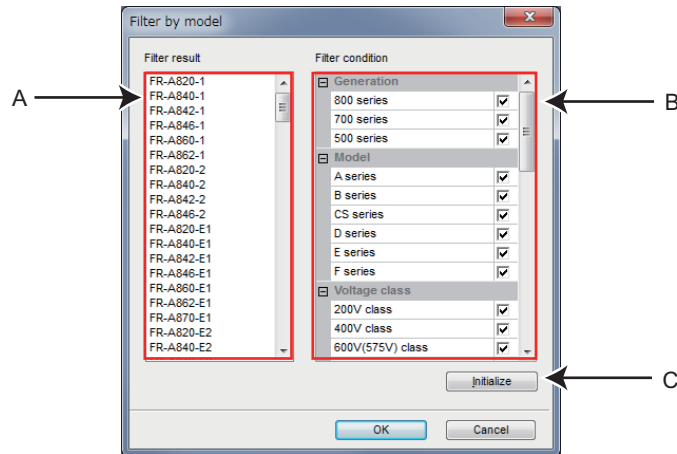 Filter by model
Filter result
Filter condition
A
FR-A820-1
FR-A840-1
FR-A842-1
FR-A846-1
FR-A860-1
FR-A862-1
FR-A820-2
FR-A840-2
FR-A842-2
FR-A846-2
FR-A820-E1
FR-A840-E1
FR-A842-E1
FR-A846-E1
FR-A860-E1
FR-A862-E1
FR-A870-E1
FR-A820-E2
FR-A840-E2
B
Generation
800 series
700 series
500 series
Model
A series
B series
CS series
D series
E series
F series
Voltage class
200V class
400V class
600V(575V) class
Initialize
C
OK
Cancel